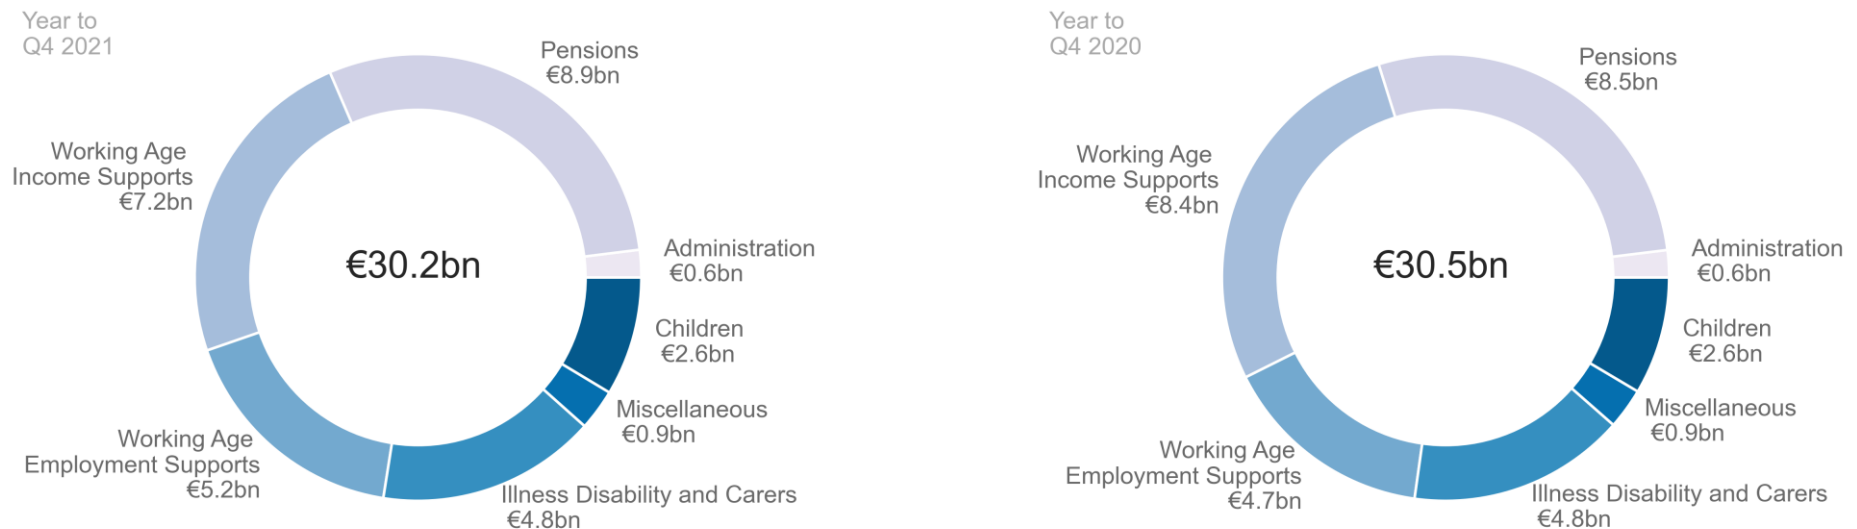 Year to
Q4 2021
Pensions
€8.9bn
Working Age
Income Supports
€7.2bn
€30.2bn
Administration
€0.6bn
Children
€2.6bn
Miscellaneous
€0.9bn
Working Age
Employment Supports
€5.2bn
Illness Disability and Carers
€4.8bn
Year to
Q4 2020
Pensions
€8.5bn
Working Age
Income Supports
€8.4bn
€30.5bn
Administration
€0.6bn
Children
€2.6bn
Miscellaneous
€0.9bn
Working Age
Employment Supports
€4.7bn
Illness Disability and Carers
€4.8bn